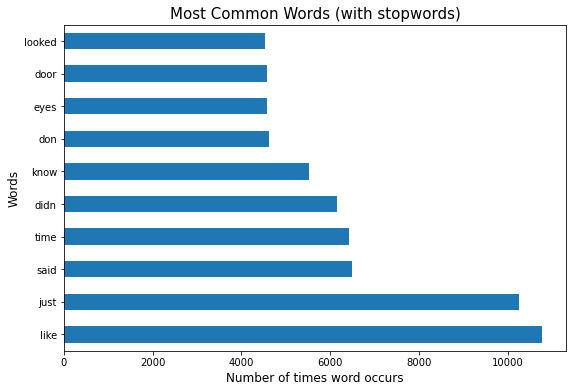 Most Common Words (with stopwords)
looked
door
eyes
don
know
didn
time
said
just
like
Words
0 2000 4000 6000 8000 10000
Number of times word occurs